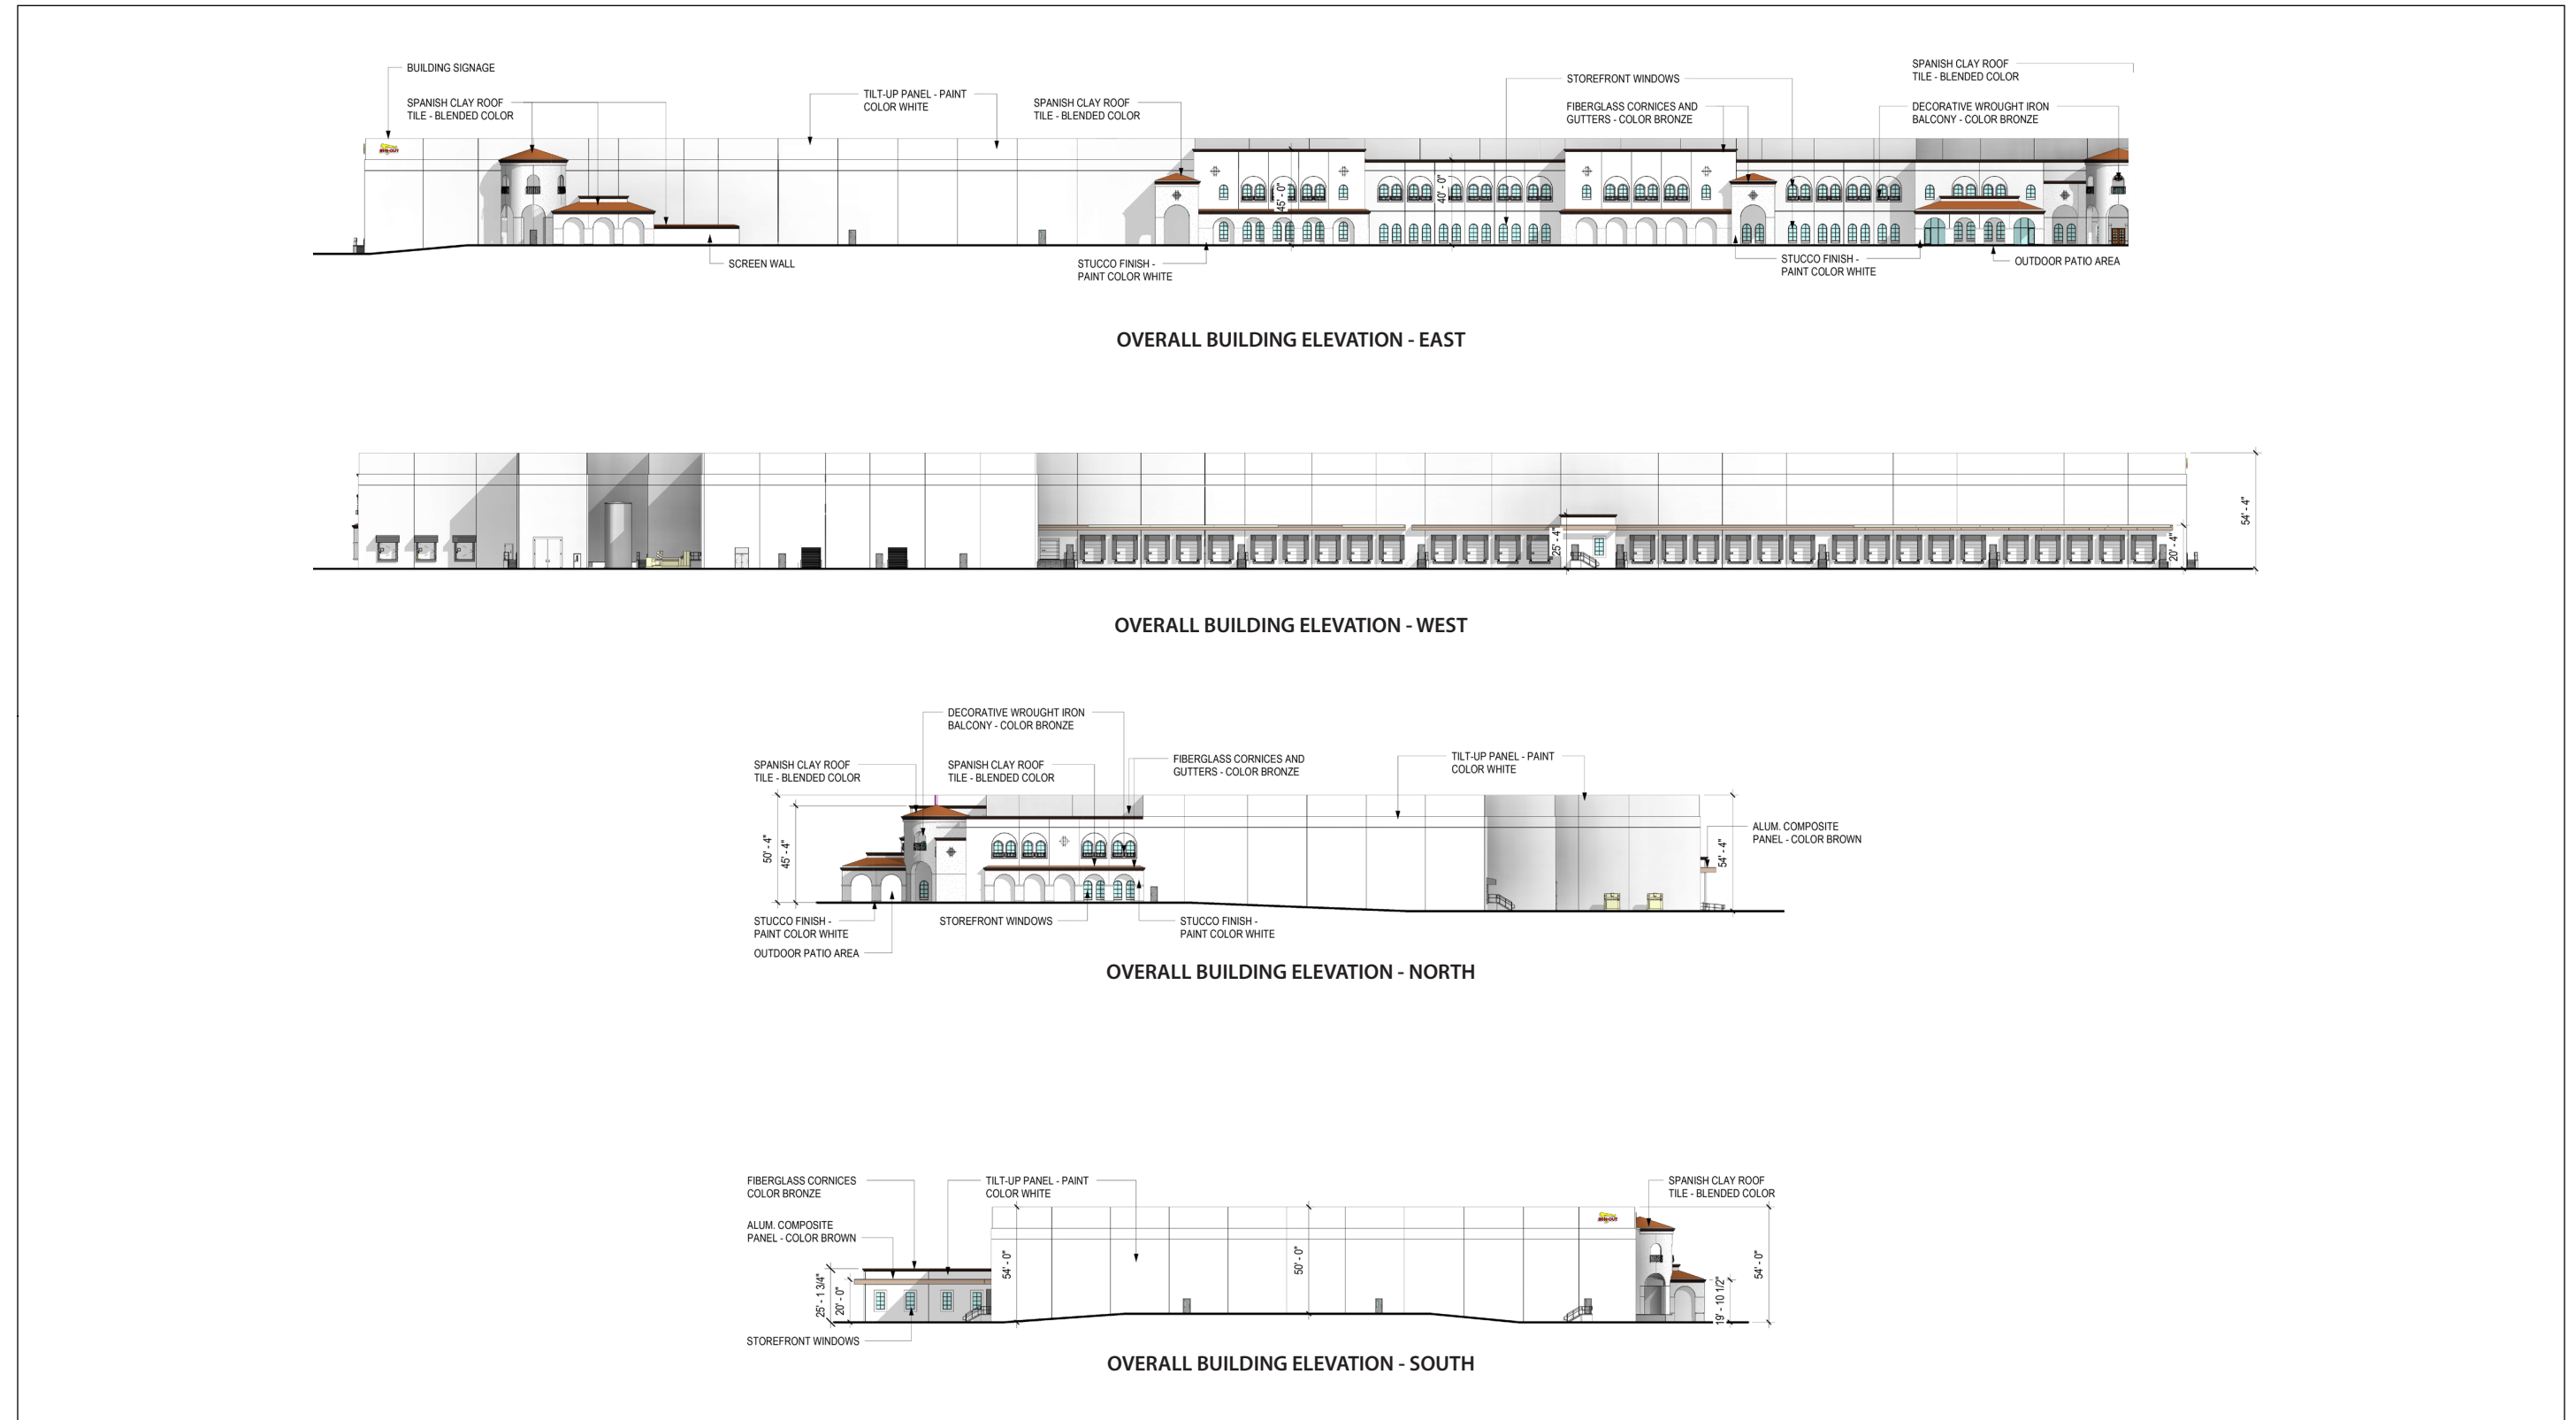 BUILDING SIGNAGE
SPANISH CLAY ROOF
TILE - BLENDED COLOR
TILT-UP PANEL - PAINT
COLOR WHITE
SPANISH CLAY ROOF
TILE - BLENDED COLOR
STOREFRONT WINDOWS
FIBERGLASS CORNICES AND
GUTTERS - COLOR BRONZE
SPANISH CLAY ROOF
TILE - BLENDED COLOR
DECORATIVE WROUGHT IRON
BALCONY - COLOR BRONZE
IN-N-OUT
45' - 0"
40' - 0"
SCREEN WALL
STUCCO FINISH -
PAINT COLOR WHITE
STUCCO FINISH -
PAINT COLOR WHITE
OUTDOOR PATIO AREA
OVERALL BUILDING ELEVATION - EAST
25' - 4"
20' - 4"
54' - 4"
OVERALL BUILDING ELEVATION - WEST
DECORATIVE WROUGHT IRON
BALCONY - COLOR BRONZE
SPANISH CLAY ROOF
TILE - BLENDED COLOR
SPANISH CLAY ROOF
TILE - BLENDED COLOR
FIBERGLASS CORNICES AND
GUTTERS - COLOR BRONZE
TILT-UP PANEL - PAINT
COLOR WHITE
50' - 4"
45' - 4"
54' - 4"
ALUM. COMPOSITE
PANEL - COLOR BROWN
STUCCO FINISH -
PAINT COLOR WHITE
STOREFRONT WINDOWS
STUCCO FINISH -
PAINT COLOR WHITE
OUTDOOR PATIO AREA
OVERALL BUILDING ELEVATION - NORTH
FIBERGLASS CORNICES
COLOR BRONZE
TILT-UP PANEL - PAINT
COLOR WHITE
SPANISH CLAY ROOF
TILE - BLENDED COLOR
ALUM. COMPOSITE
PANEL - COLOR BROWN
IN-N-OUT
25' - 1 3/4"
20' - 0"
54' - 0"
50' - 0"
19' - 10 1/2"
54' - 0"
STOREFRONT WINDOWS
OVERALL BUILDING ELEVATION - SOUTH